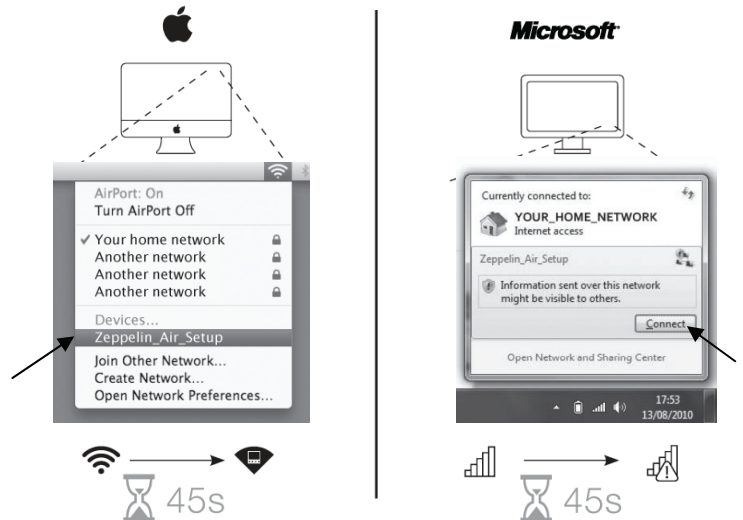 AirPort: On
Turn AirPort Off
Your home network
Another network
Another network
Another network
Devices...
Zeppelin_Air_Setup
Join Other Network...
Create Network...
Open Network Preferences...
45s
Microsoft
Currently connected to:
YOUR_HOME_NETWORK
Internet access
Zeppelin_Air_Setup
Information sent over this network
might be visible to others.
Connect
Open Network and Sharing Center
17:53
13/08/2010
45s